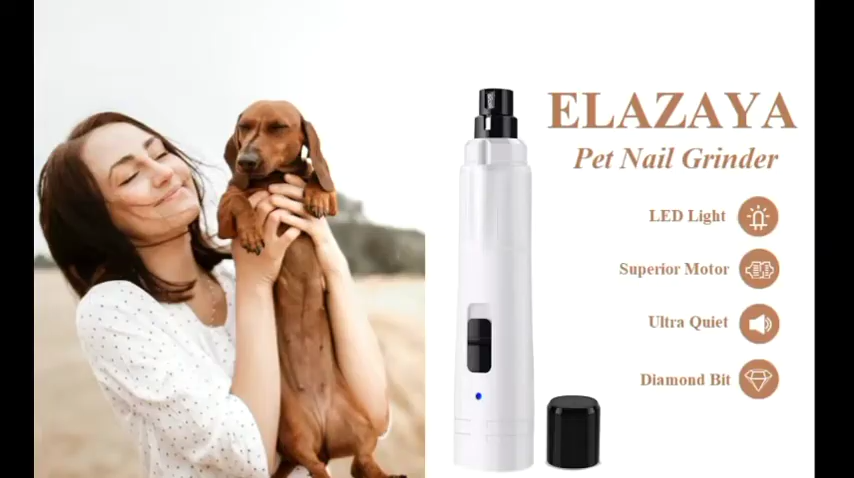 ELAZAYA
Pet Nail Grinder
LED Light
Superior Motor
Ultra Quiet
Diamond Bit